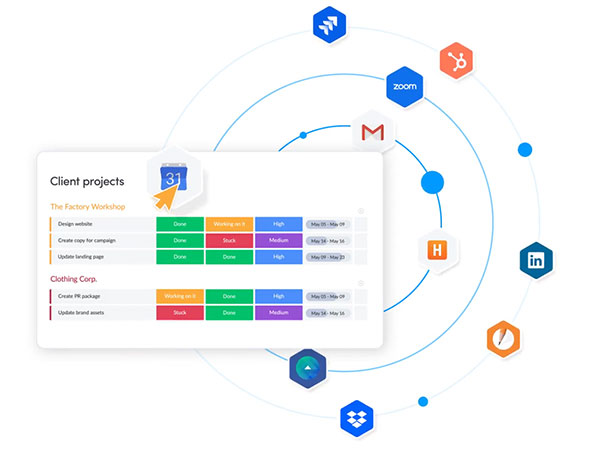 zoom
Client projects
31
The Factory Workshop
Design website Done Working on it High May 05 - May 09
Create copy for campaign Done Stuck Medium May 14 - May 16
Update landing page Done Done High May 09 - May 23
Clothing Corp.
Create PR package Working on it Done High May 05 - May 09
Update brand assets Stuck Done Medium May 14 - May 16
H
in